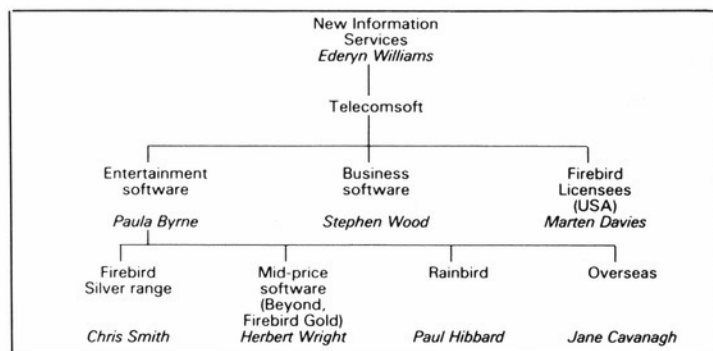 New Information
Services
Ederyn Williams
Telecomsoft
Entertainment
software
Paula Byrne
Business
software
Stephen Wood
Firebird
Licensees
(USA)
Marten Davies
Firebird
Silver range
Chris Smith
Mid-price
software
(Beyond,
Firebird Gold)
Herbert Wright
Rainbird
Paul Hibbard
Overseas
Jane Cavanagh